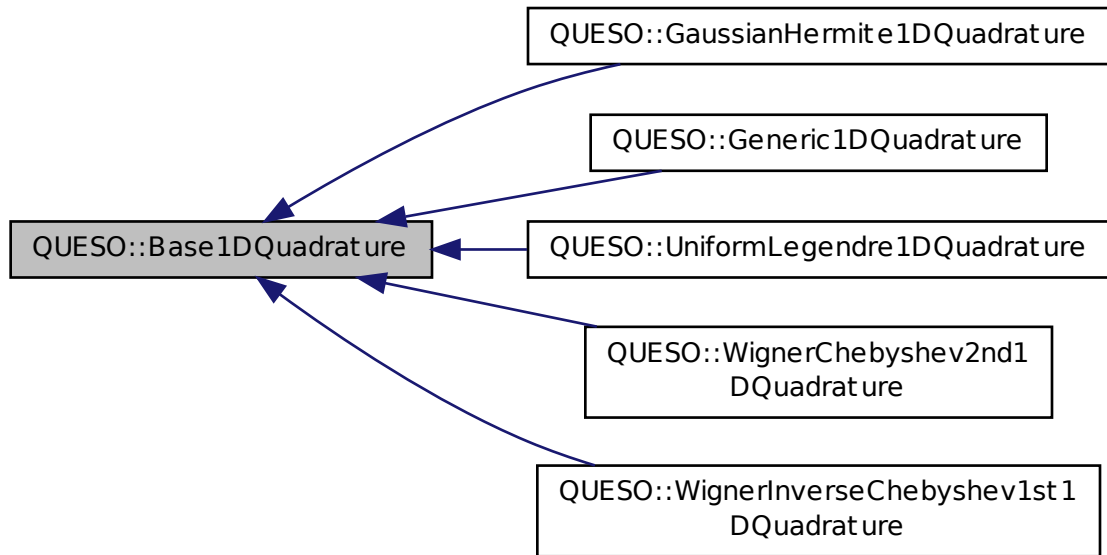 QUESO::GaussianHermite1DQuadrature
QUESO::Generic1DQuadrature
QUESO::Base1DQuadrature
QUESO::UniformLegendre1DQuadrature
QUESO::WignerChebyshev2nd1
DQuadrature
QUESO::WignerInverseChebyshev1st1
DQuadrature